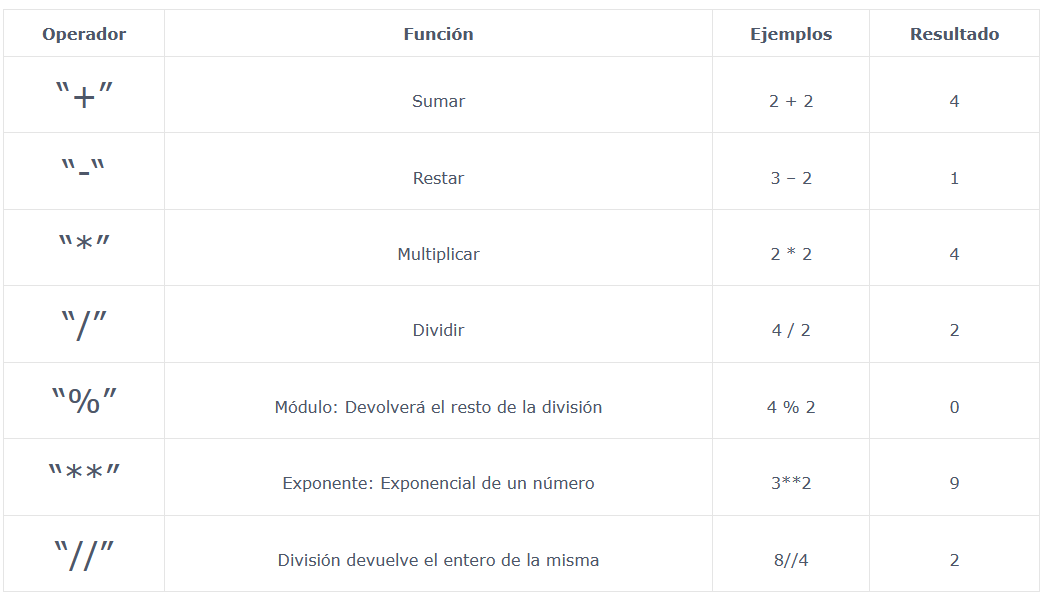 Operador Función Ejemplos Resultado
“+” Sumar 2 + 2 4
“-“ Restar 3 – 2 1
“*” Multiplicar 2 * 2 4
“/” Dividir 4 / 2 2
“%” Módulo: Devolverá el resto de la división 4 % 2 0
“**” Exponente: Exponencial de un número 3**2 9
“//” División devuelve el entero de la misma 8//4 2